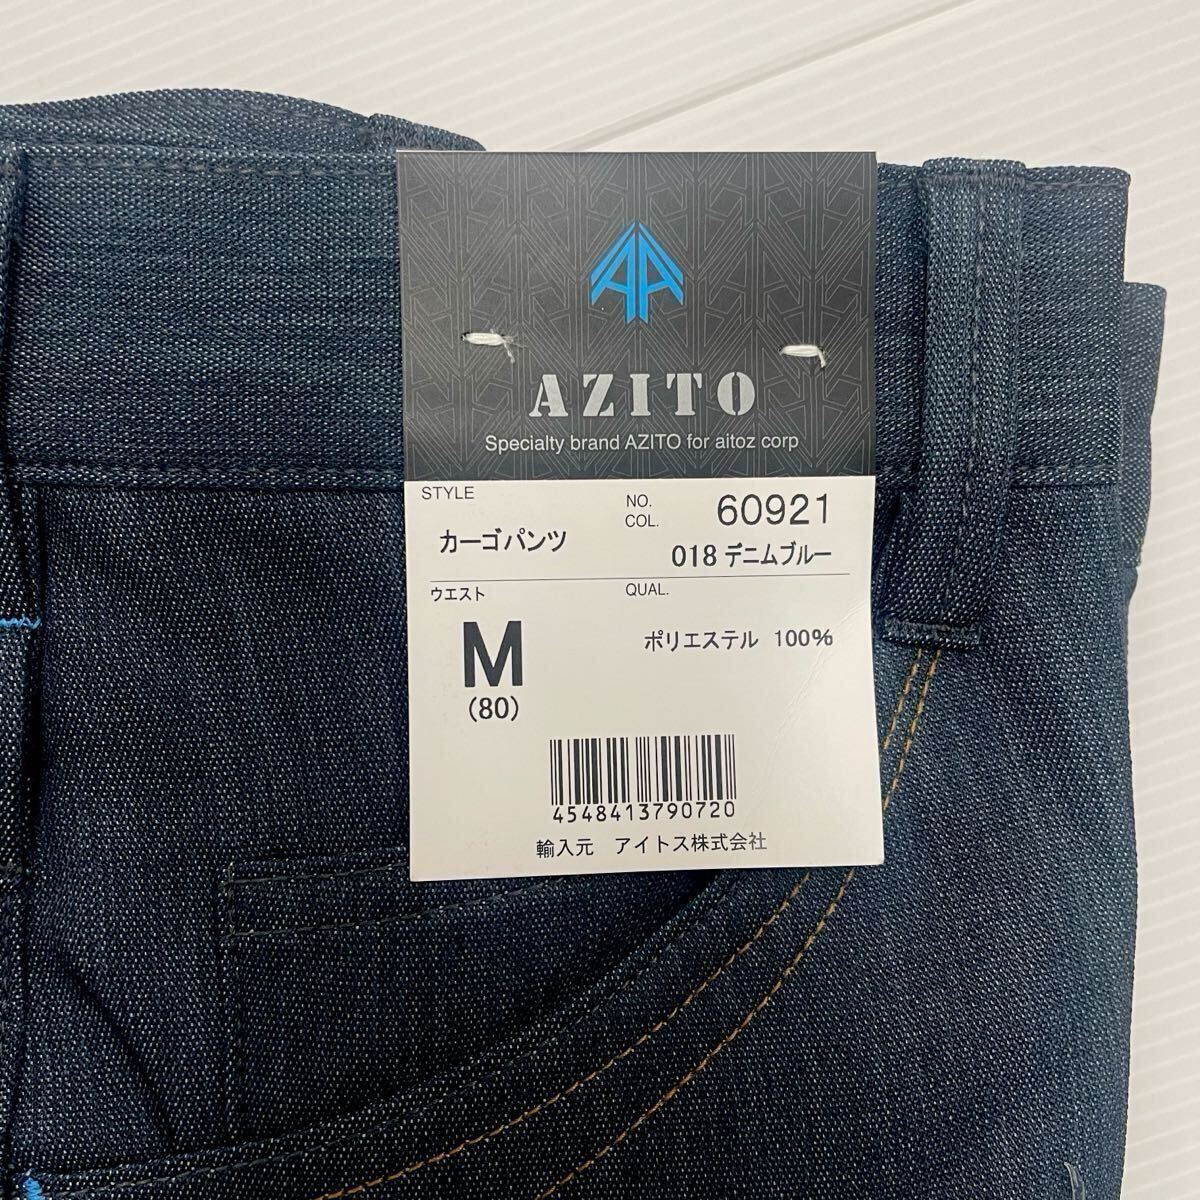 AZITO
Specialty brand AZITO for aitoz corp
STYLE
カーゴパンツ
NO. 60921
COL. 018 デニムブルー
ウエスト
M
(80)
QUAL.
ポリエステル 100%
4548413790720
輸入元 アイトス株式会社